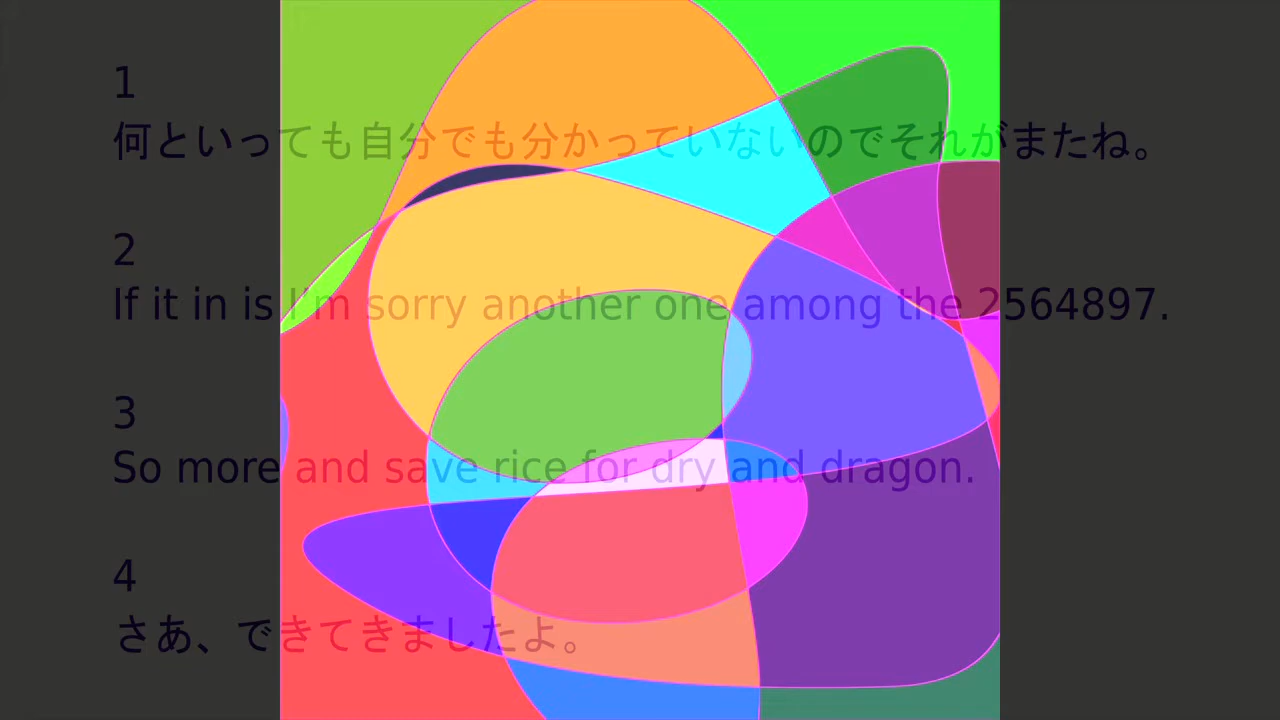 1
何といっても自分でも分かっていないのでそれがまたね。
2
If it in is I'm sorry another one among the 2564897.
3
So more and save rice for dry and dragon.
4
さあ、できてきましたよ。